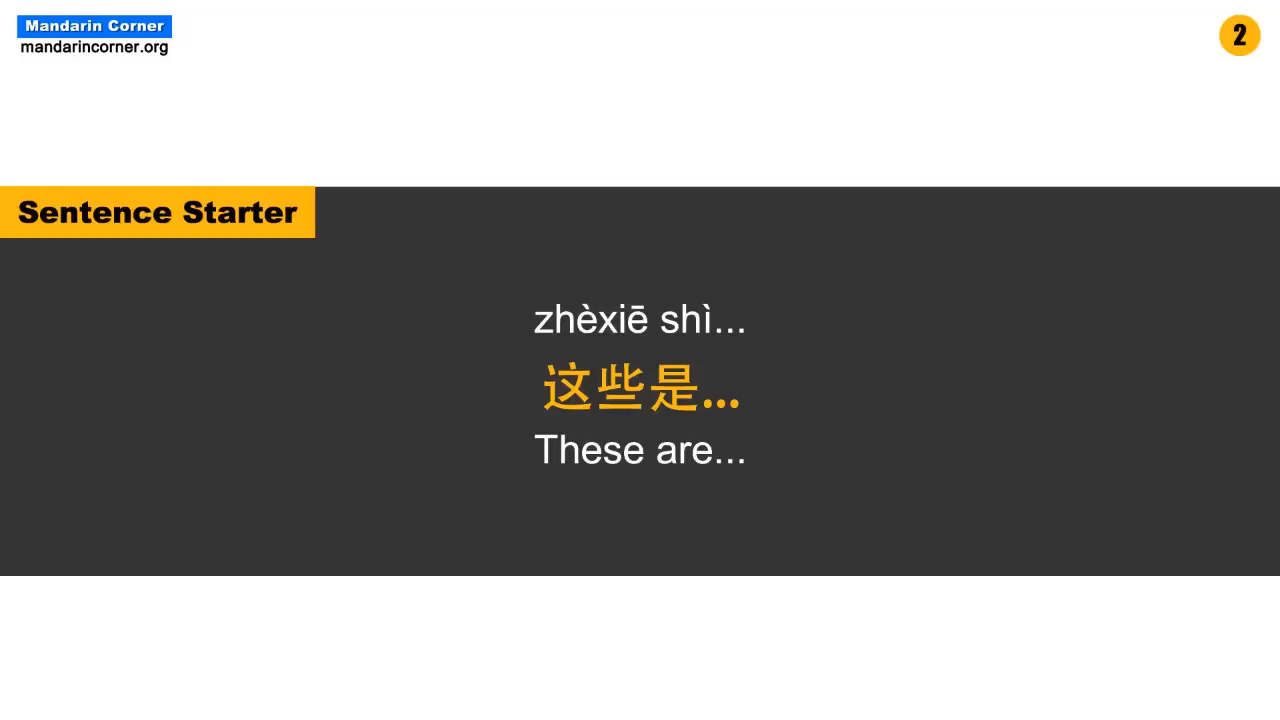 Mandarin Corner
mandarincorner.org
2
Sentence Starter
zhèxiē shì...
这些是...
These are...